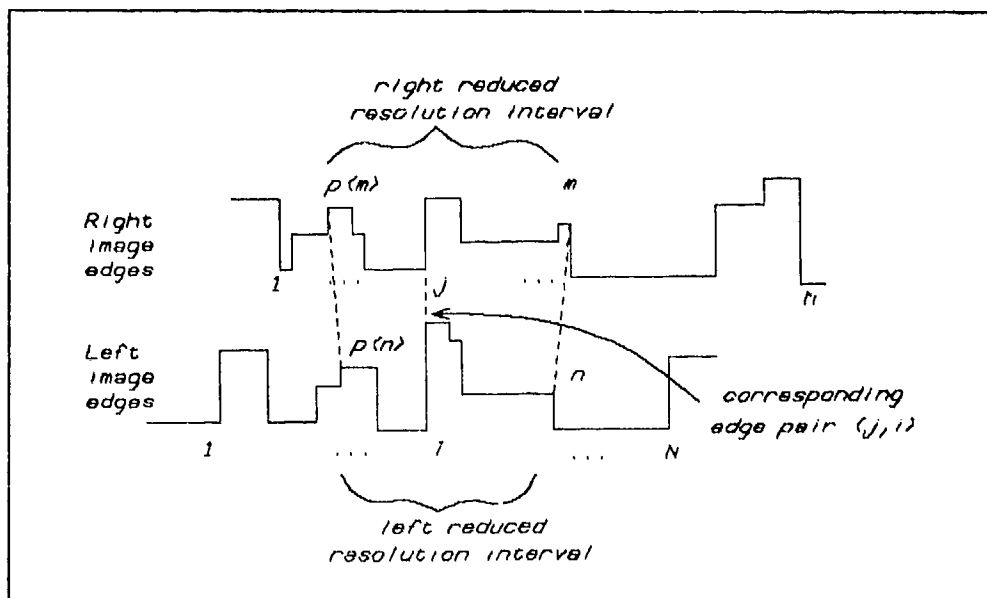 right reduced
resolution interval
p(m)
m
Right
image
edges
1
...
j
...
M
Left
image
edges
p(n)
n
corresponding
edge pair (j,i)
1
...
i
...
N
left reduced
resolution interval